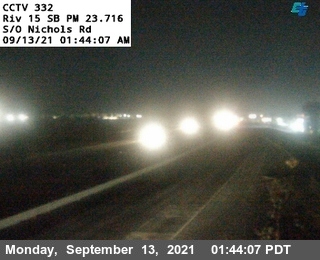 CCTV 332
Riv 15 SB PM 23.716
S/O Nichols Rd
09/13/21 01:44:07 AM
Monday, September 13, 2021 01:44:07 PDT